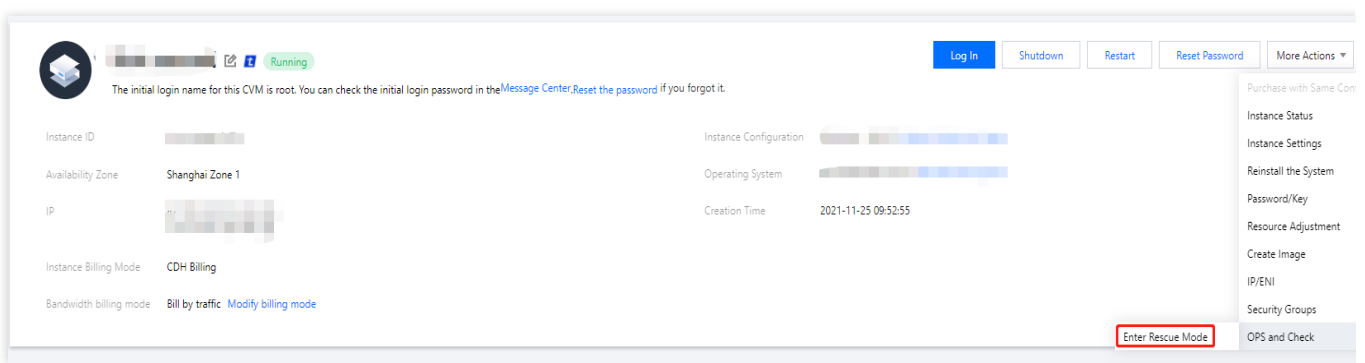 Running
Log In
Shutdown
Restart
Reset Password
More Actions
The initial login name for this CVM is root. You can check the initial login password in the Message Center,Reset the password if you forgot it.
Purchase with Same Con
Instance Status
Instance ID
Instance Configuration
Instance Settings
Availability Zone
Shanghai Zone 1
Operating System
Reinstall the System
Password/Key
IP
Creation Time
2021-11-25 09:52:55
Resource Adjustment
Create Image
Instance Billing Mode
CDH Billing
IP/ENI
Bandwidth billing mode
Bill by traffic Modify billing mode
Security Groups
Enter Rescue Mode
OPS and Check